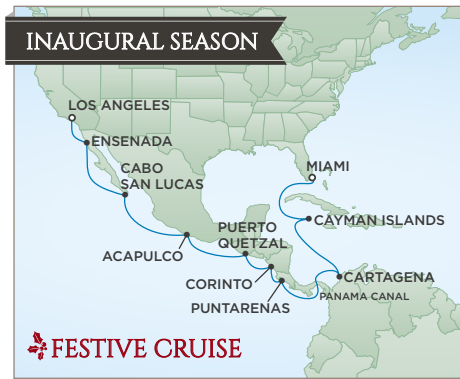 INAUGURAL SEASON
LOS ANGELES
ENSENADA
CABO
SAN LUCAS
MIAMI
CAYMAN ISLANDS
PUERTO
QUETZAL
ACAPULCO
CORINTO
CARTAGENA
PUNTARENAS
PANAMA CANAL
FESTIVE CRUISE